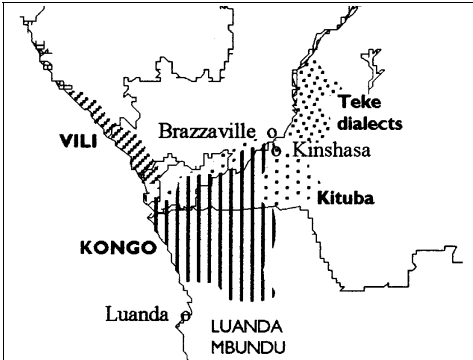 Teke
dialects
Brazzaville
VILI
Kinshasa
Kituba
KONGO
Luanda
LUANDA
MBUNDU